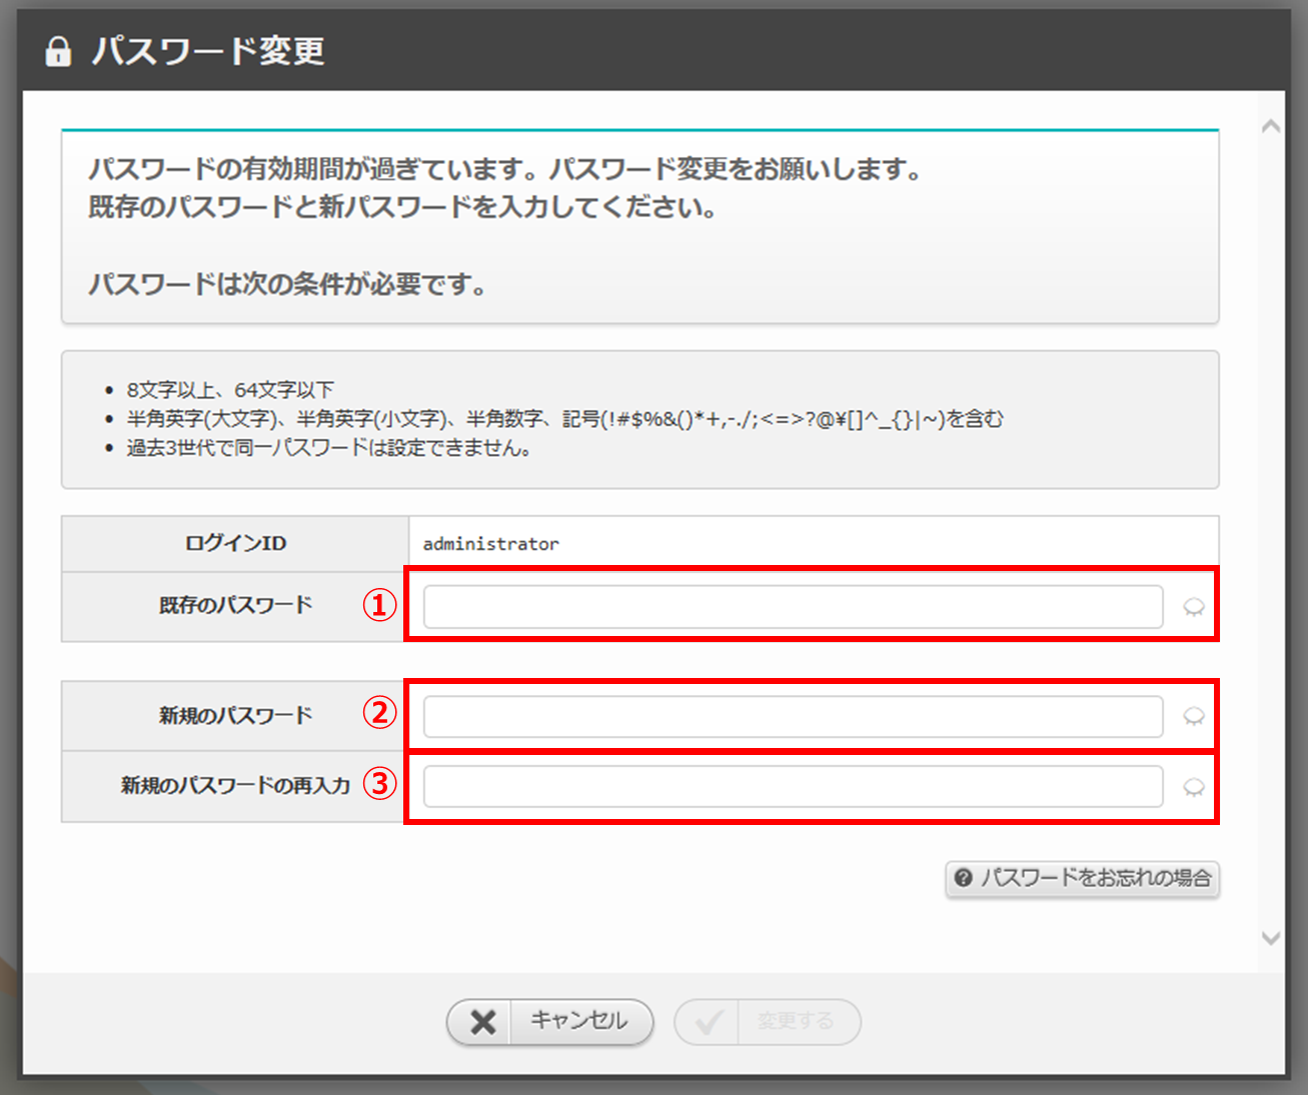 パスワード変更
パスワードの有効期間が過ぎています。パスワード変更をお願いします。
既存のパスワードと新パスワードを入力してください。
パスワードは次の条件が必要です。
• 8文字以上、64文字以下
• 半角英字(大文字)、半角英字(小文字)、半角数字、記号(!#$%&()*+,-./;<=>?@¥[]^_{}|~)を含む
• 過去3世代で同一パスワードは設定できません。
ログインID administrator
既存のパスワード ①
新規のパスワード ②
新規のパスワードの再入力 ③
パスワードをお忘れの場合
キャンセル 変更する